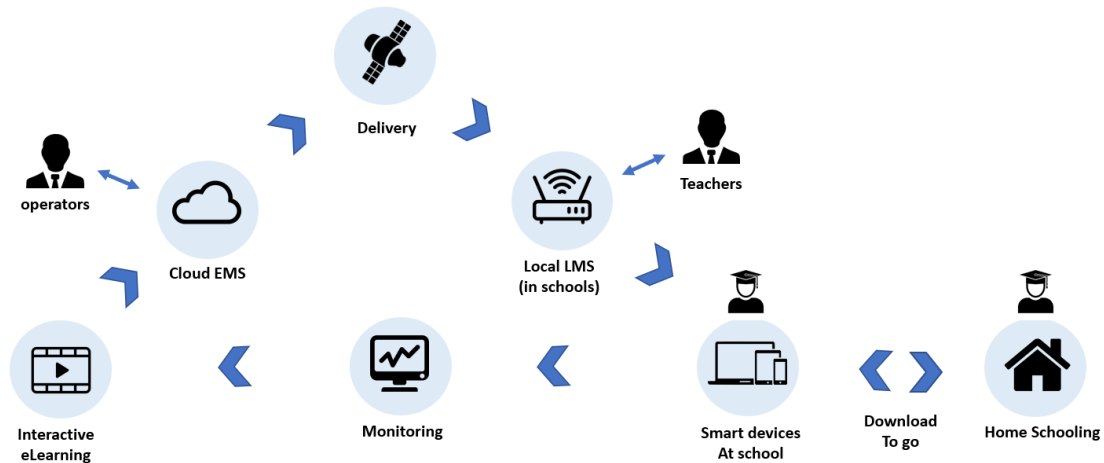 Delivery
operators
Teachers
Cloud EMS
Local LMS
(in schools)
Interactive
eLearning
Monitoring
Smart devices
At school
Download
To go
Home Schooling